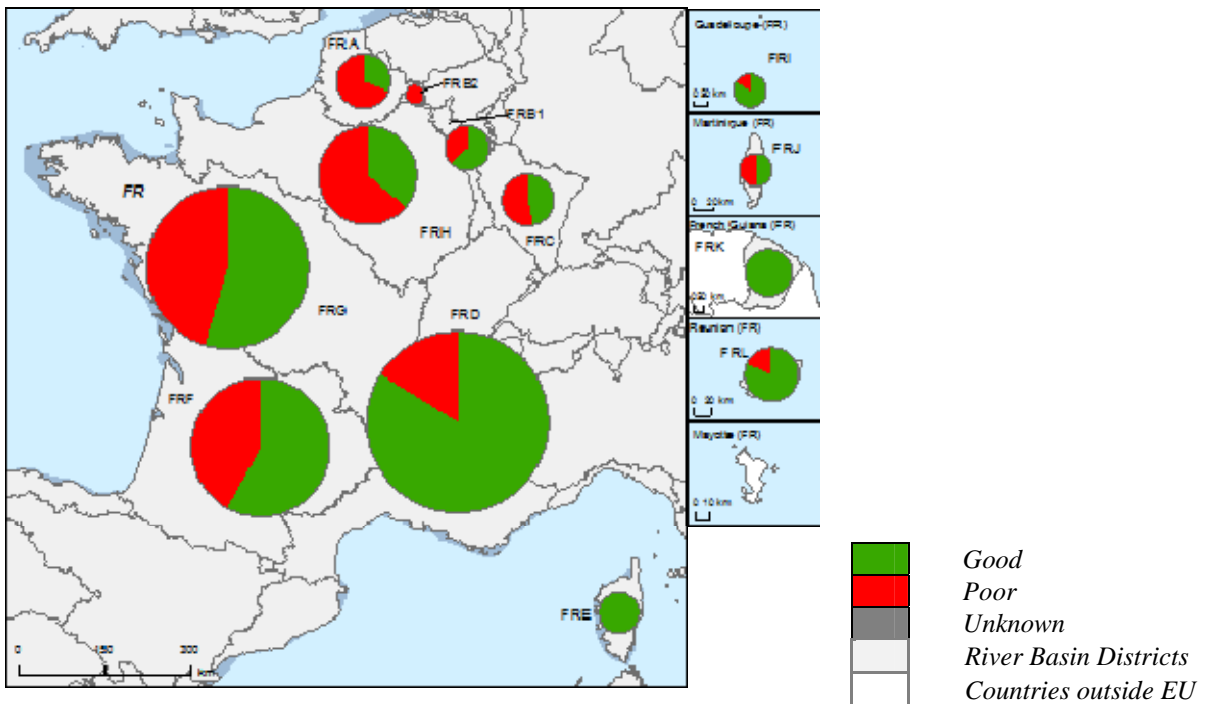 FRA
FRB2
FRB1
FR
FRH
FRC
FRG
FRD
FRF
FRE
0 150 300
km
Guadeloupe (FR)
FRI
km
Martinique (FR)
FRJ
0 20 km
French Guiana (FR)
FRK
km
Reunion (FR)
FRL
0 20 km
Mayotte (FR)
0 10 km
Good
Poor
Unknown
River Basin Districts
Countries outside EU